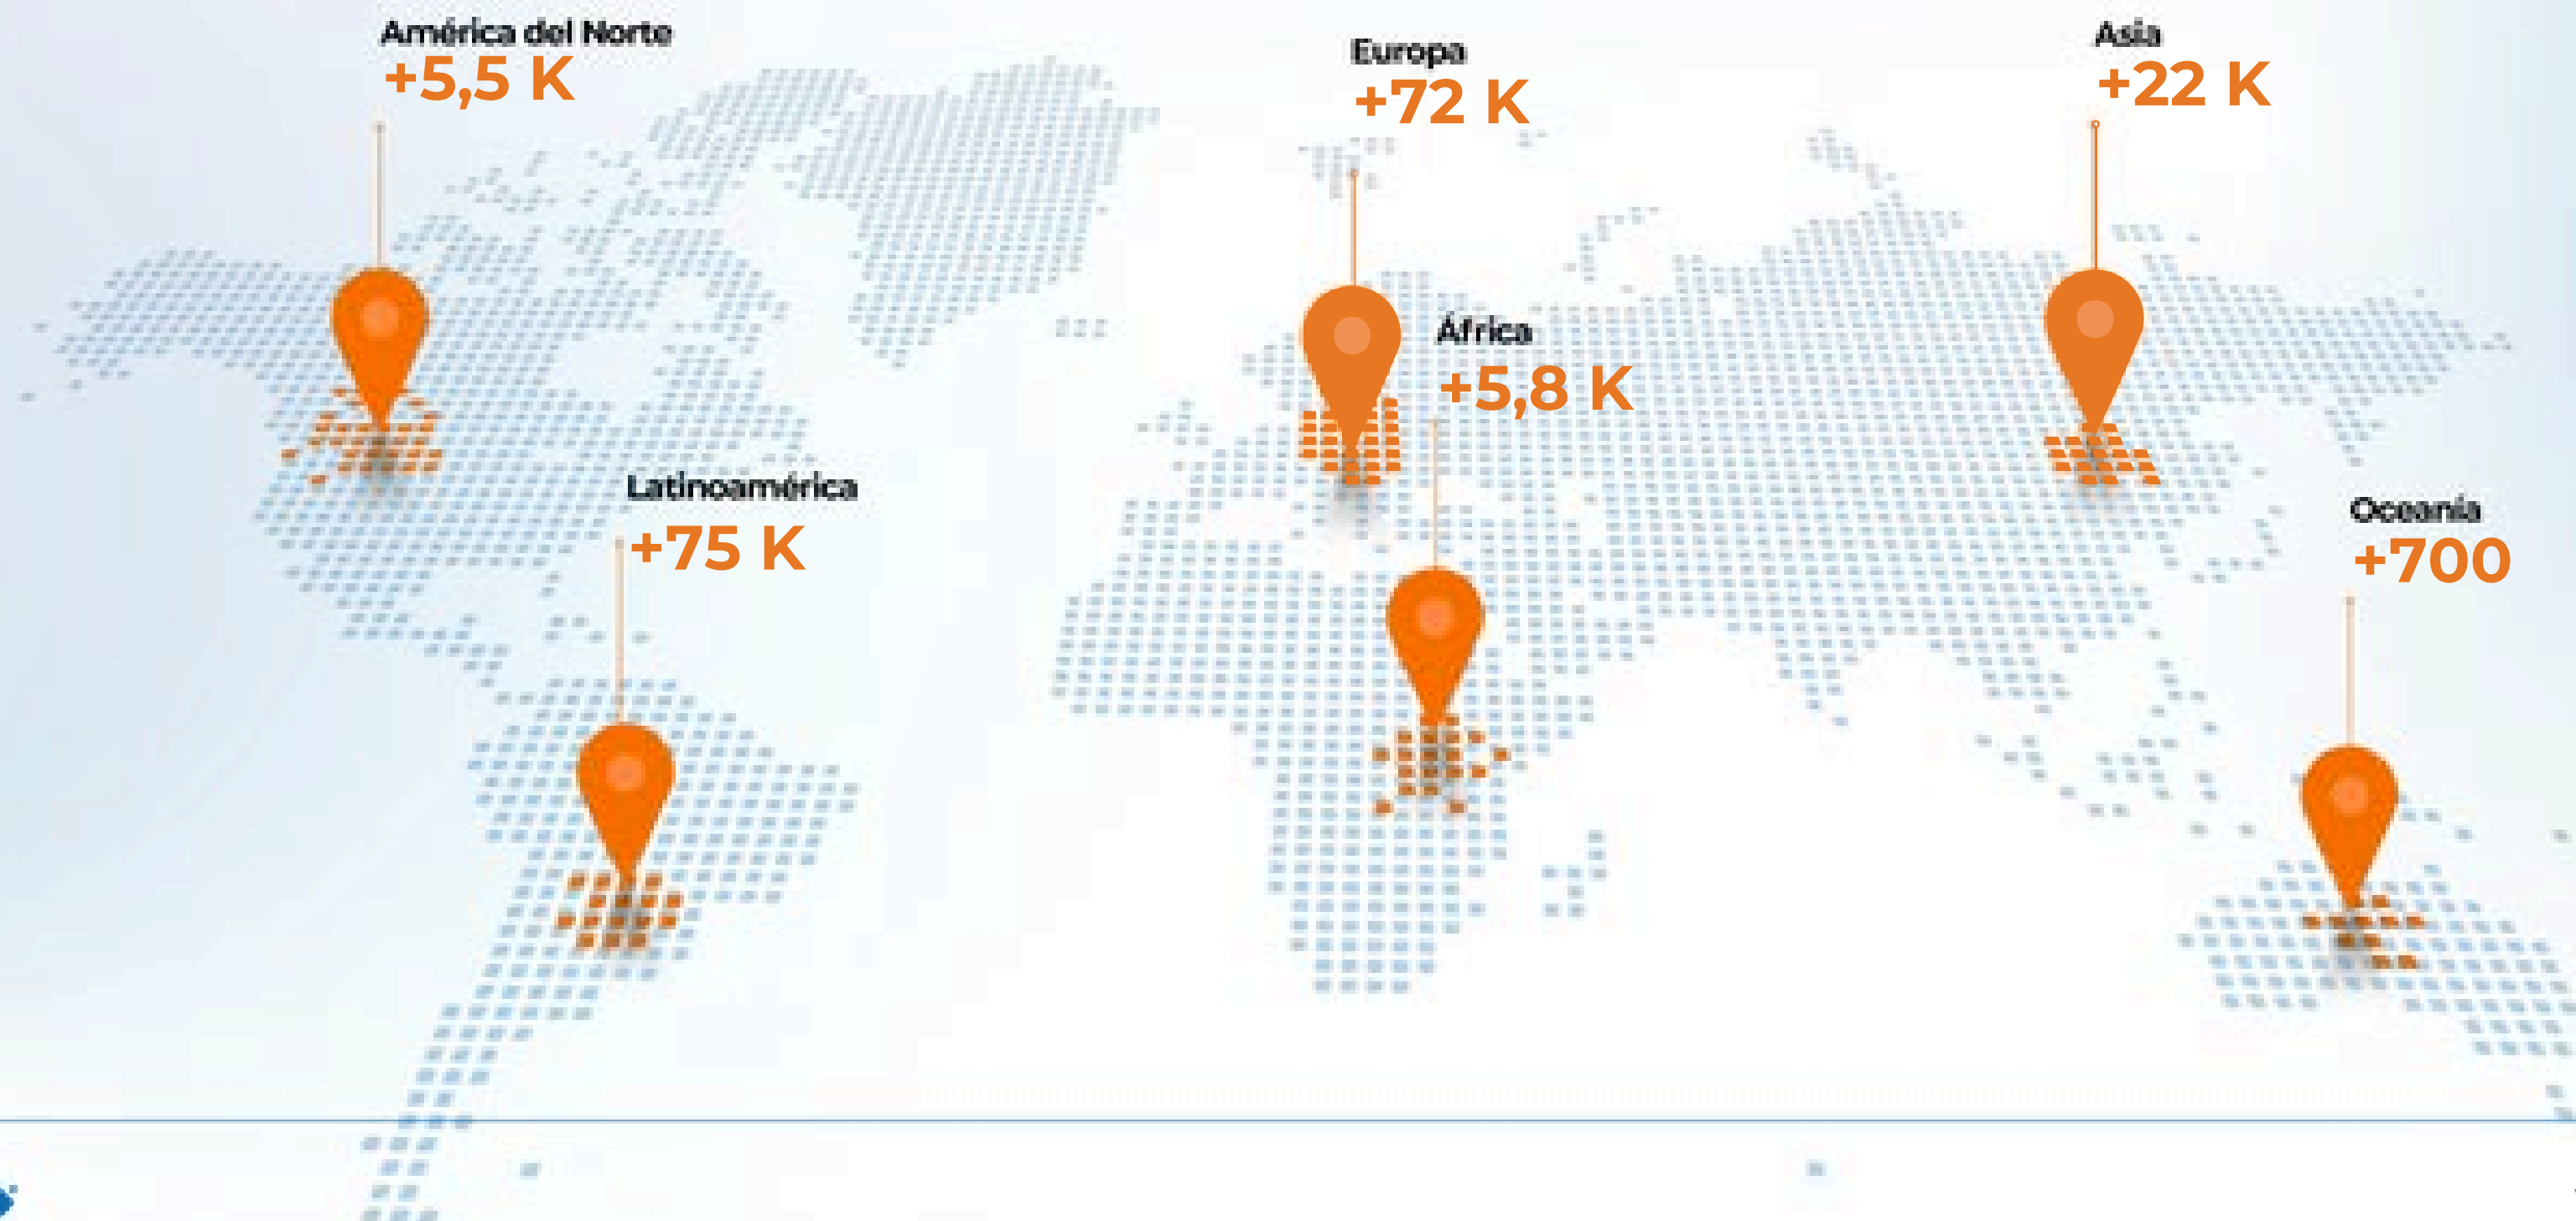 América del Norte
+5,5 K
Europa
+72 K
Asia
+22 K
África
+5,8 K
Latinoamérica
+75 K
Oceanía
+700